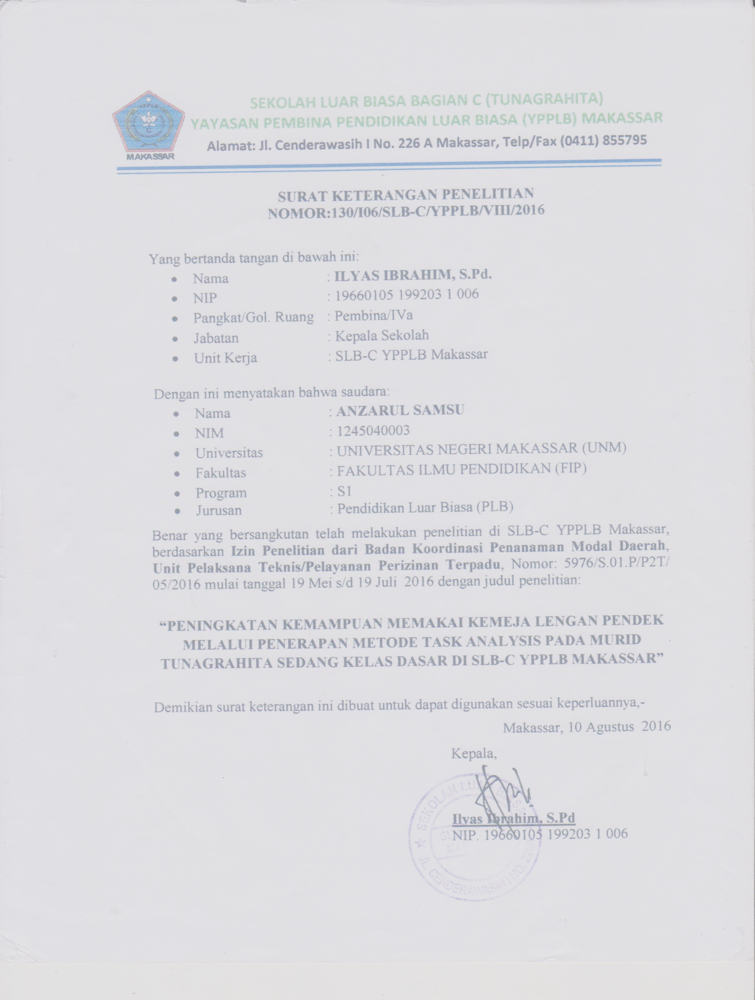 SEKOLAH LUAR BIASA BAGIAN C (TUNAGRAHITA)
YAYASAN PEMBINA PENDIDIKAN LUAR BIASA (YPPLB) MAKASSAR
Alamat: Jl. Cenderawasih I No. 226 A Makassar, Telp/Fax (0411) 855795
YPPLB
C
MAKASSAR
SURAT KETERANGAN PENELITIAN
NOMOR:130/I06/SLB-C/YPPLB/VIII/2016
Yang bertanda tangan di bawah ini:
• Nama : ILYAS IBRAHIM, S.Pd.
• NIP : 19660105 199203 1 006
• Pangkat/Gol. Ruang : Pembina/IVa
• Jabatan : Kepala Sekolah
• Unit Kerja : SLB-C YPPLB Makassar
Dengan ini menyatakan bahwa saudara:
• Nama : ANZARUL SAMSU
• NIM : 1245040003
• Universitas : UNIVERSITAS NEGERI MAKASSAR (UNM)
• Fakultas : FAKULTAS ILMU PENDIDIKAN (FIP)
• Program : S1
• Jurusan : Pendidikan Luar Biasa (PLB)
Benar yang bersangkutan telah melakukan penelitian di SLB-C YPPLB Makassar,
berdasarkan Izin Penelitian dari Badan Koordinasi Penanaman Modal Daerah,
Unit Pelaksana Teknis/Pelayanan Perizinan Terpadu, Nomor: 5976/S.01.P/P2T/
05/2016 mulai tanggal 19 Mei s/d 19 Juli 2016 dengan judul penelitian:
“PENINGKATAN KEMAMPUAN MEMAKAI KEMEJA LENGAN PENDEK
MELALUI PENERAPAN METODE TASK ANALYSIS PADA MURID
TUNAGRAHITA SEDANG KELAS DASAR DI SLB-C YPPLB MAKASSAR”
Demikian surat keterangan ini dibuat untuk dapat digunakan sesuai keperluannya,-
Makassar, 10 Agustus 2016
Kepala,
SEKOLAH LUAR BIASA
Ilyas Ibrahim, S.Pd
NIP. 19660105 199203 1 006
JL. CENDERAWASIH I NO. 226A